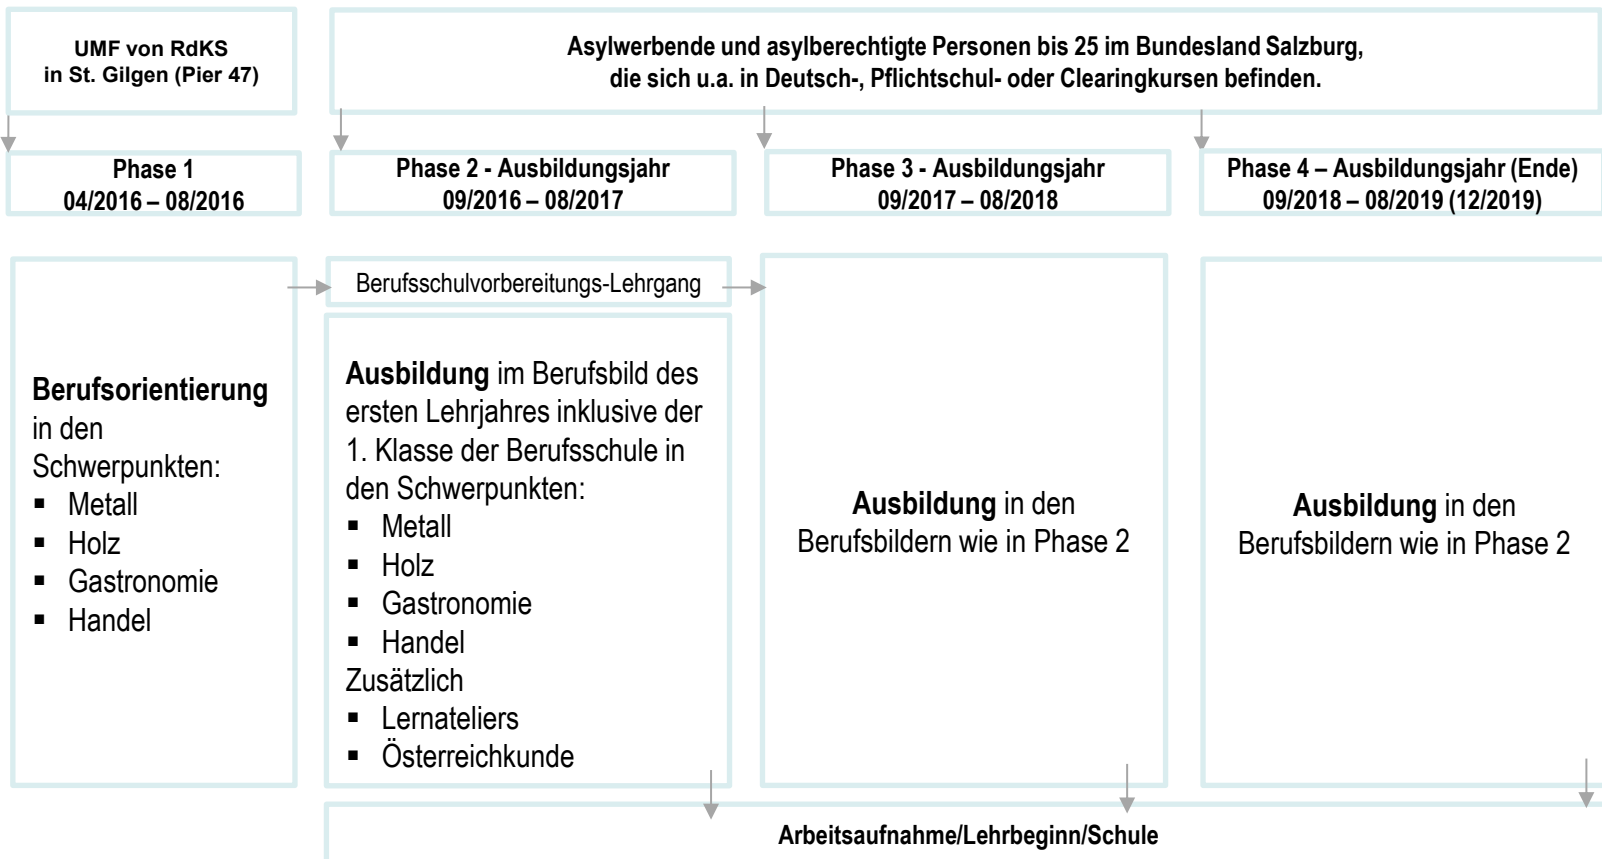 UMF von RdKS
in St. Gilgen (Pier 47)
Asylwerbende und asylberechtigte Personen bis 25 im Bundesland Salzburg,
die sich u.a. in Deutsch-, Pflichtschul- oder Clearingkursen befinden.
Phase 1
04/2016 – 08/2016
Phase 2 - Ausbildungsjahr
09/2016 – 08/2017
Phase 3 - Ausbildungsjahr
09/2017 – 08/2018
Phase 4 – Ausbildungsjahr (Ende)
09/2018 – 08/2019 (12/2019)
Berufsorientierung
in den
Schwerpunkten:
▪ Metall
▪ Holz
▪ Gastronomie
▪ Handel
Berufsschulvorbereitungs-Lehrgang
Ausbildung im Berufsbild des
ersten Lehrjahres inklusive der
1. Klasse der Berufsschule in
den Schwerpunkten:
▪ Metall
▪ Holz
▪ Gastronomie
▪ Handel
Zusätzlich
▪ Lernateliers
▪ Österreichkunde
Ausbildung in den
Berufsbildern wie in Phase 2
Ausbildung in den
Berufsbildern wie in Phase 2
Arbeitsaufnahme/Lehrbeginn/Schule